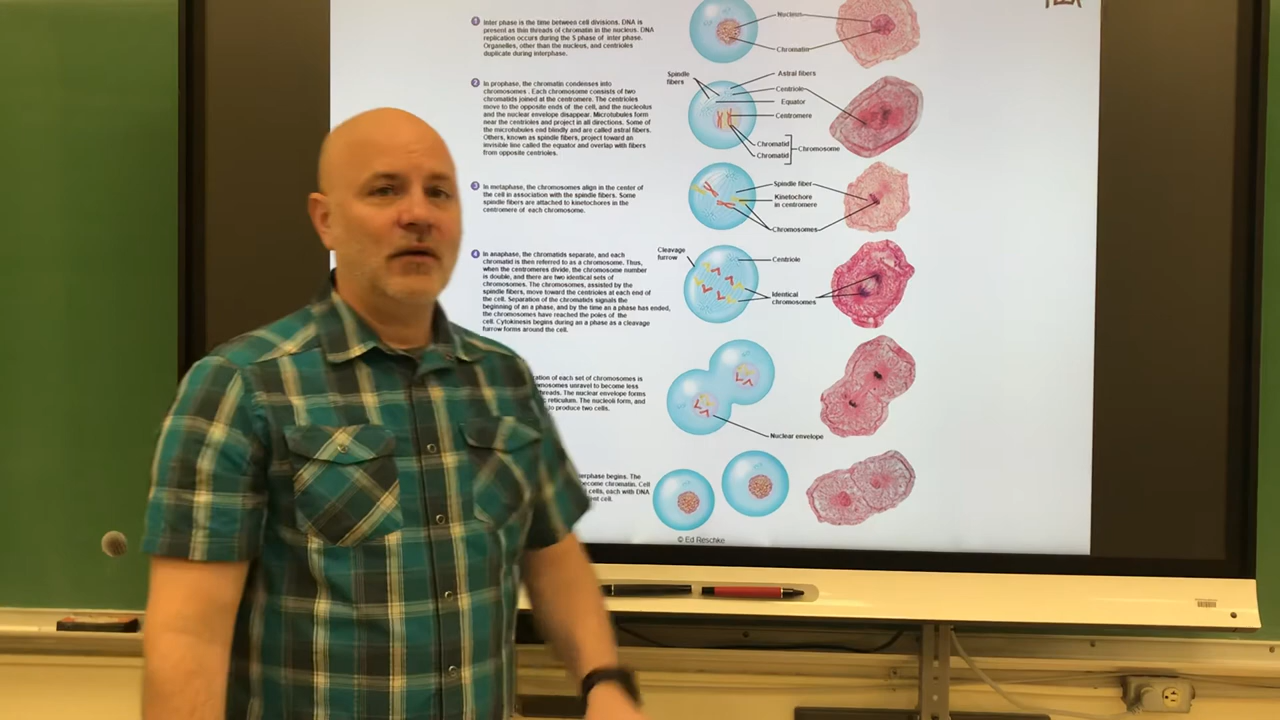 1 Inter phase is the time between cell divisions. DNA is
present as thin threads of chromatin in the nucleus. DNA
replication occurs during the S phase of inter phase.
Organelles, other than the nucleus, and centrioles
duplicate during interphase.
Nucleus
Chromatin
2 In prophase, the chromatin condenses into
chromosomes . Each chromosome consists of two
chromatids joined at the centromere. The centrioles
move to the opposite ends of the cell, and the nucleolus
and the nuclear envelope disappear. Microtubules form
near the centrioles and project in all directions. Some of
the microtubules end blindly and are called astral fibers.
Others, known as spindle fibers, project toward an
invisible line called the equator and overlap with fibers
from opposite centrioles.
Spindle
fibers
Astral fibers
Centriole
Equator
Centromere
Chromatid
Chromatid
Chromosome
3 In metaphase, the chromosomes align in the center of
the cell in association with the spindle fibers. Some
spindle fibers are attached to kinetochores in the
centromere of each chromosome.
Spindle fiber
Kinetochore
in centromere
Chromosomes
4 In anaphase, the chromatids separate, and each
chromatid is then referred to as a chromosome. Thus,
when the centromeres divide, the chromosome number
is double, and there are two identical sets of
chromosomes. The chromosomes, assisted by the
spindle fibers, move toward the centrioles at each end of
the cell. Separation of the chromatids signals the
beginning of an a phase, and by the time an a phase has ended,
the chromosomes have reached the poles of the
cell. Cytokinesis begins during an a phase as a cleavage
furrow forms around the cell.
Cleavage
furrow
Centriole
Identical
chromosomes
of each set of chromosomes is
unravel to become less
threads. The nuclear envelope forms
reticulum. The nucleoli form, and
to produce two cells.
Nuclear envelope
begins. The
become chromatin. Cell
cells, each with DNA
cell.
© Ed Reschke